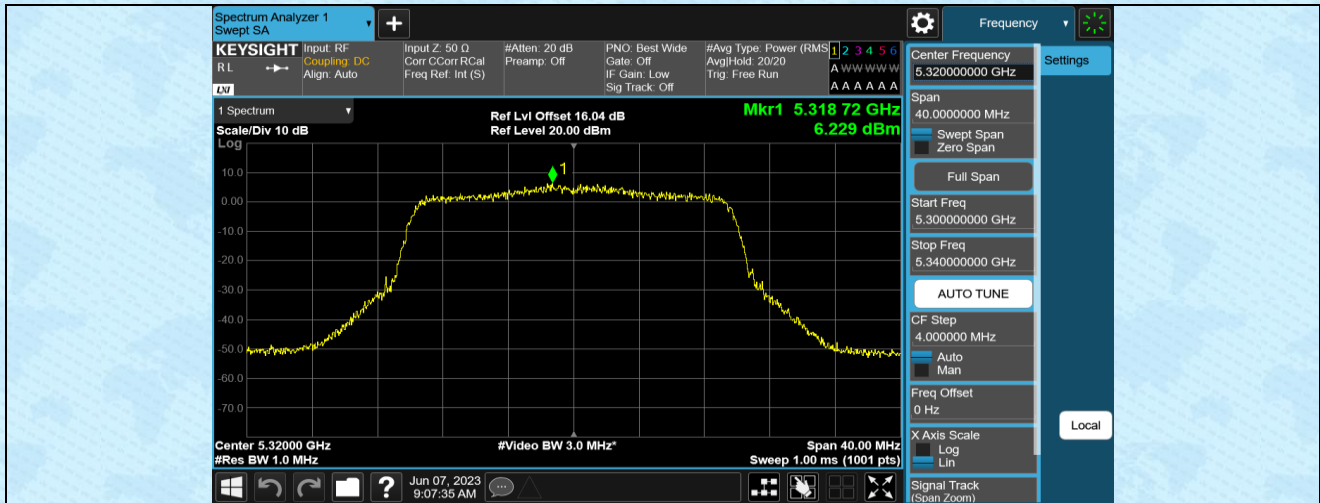 Spectrum Analyzer 1
Swept SA
+
Frequency
KEYSIGHT
RL
LXI
Input: RF
Coupling: DC
Align: Auto
Input Z: 50 Ω
Corr CCorr RCal
Freq Ref: Int (S)
#Atten: 20 dB
Preamp: Off
PNO: Best Wide
Gate: Off
IF Gain: Low
Sig Track: Off
#Avg Type: Power (RMS
Avg|Hold: 20/20
Trig: Free Run
1 2 3 4 5 6
A W W W W W
A A A A A A
1 Spectrum
Scale/Div 10 dB
Log
Ref Lvl Offset 16.04 dB
Ref Level 20.00 dBm
Mkr1 5.318 72 GHz
6.229 dBm
1
10.0
0.00
-10.0
-20.0
-30.0
-40.0
-50.0
-60.0
-70.0
Center 5.32000 GHz
#Res BW 1.0 MHz
#Video BW 3.0 MHz*
Span 40.00 MHz
Sweep 1.00 ms (1001 pts)
Center Frequency
5.320000000 GHz
Span
40.0000000 MHz
Swept Span
Zero Span
Full Span
Start Freq
5.300000000 GHz
Stop Freq
5.340000000 GHz
AUTO TUNE
CF Step
4.000000 MHz
Auto
Man
Freq Offset
0 Hz
X Axis Scale
Log
Lin
Signal Track
(Span Zoom)
Settings
Local
?
Jun 07, 2023
9:07:35 AM